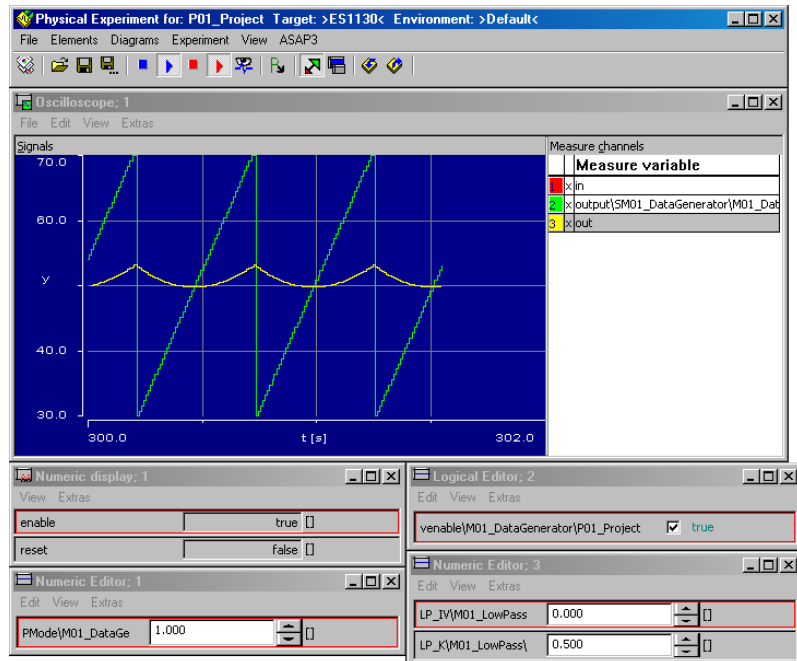 Physical Experiment for: P01_Project Target: >ES1130< Environment: >Default<
File Elements Diagrams Experiment View ASAP3
Oscilloscope; 1
File Edit View Extras
Signals
Measure channels
70.0
60.0
y
40.0
30.0
300.0 t [s] 302.0
Measure variable
1 x in
2 x output\SM01_DataGenerator\M01_Dat
3 x out
Numeric display; 1
View Extras
enable true []
reset false []
Logical Editor; 2
Edit View Extras
venable\M01_DataGenerator\P01_Project true
Numeric Editor; 1
Edit View Extras
PMode\M01_DataGe 1.000 []
Numeric Editor; 3
Edit View Extras
LP_IV\M01_LowPass 0.000 []
LP_K\M01_LowPass\ 0.500 []